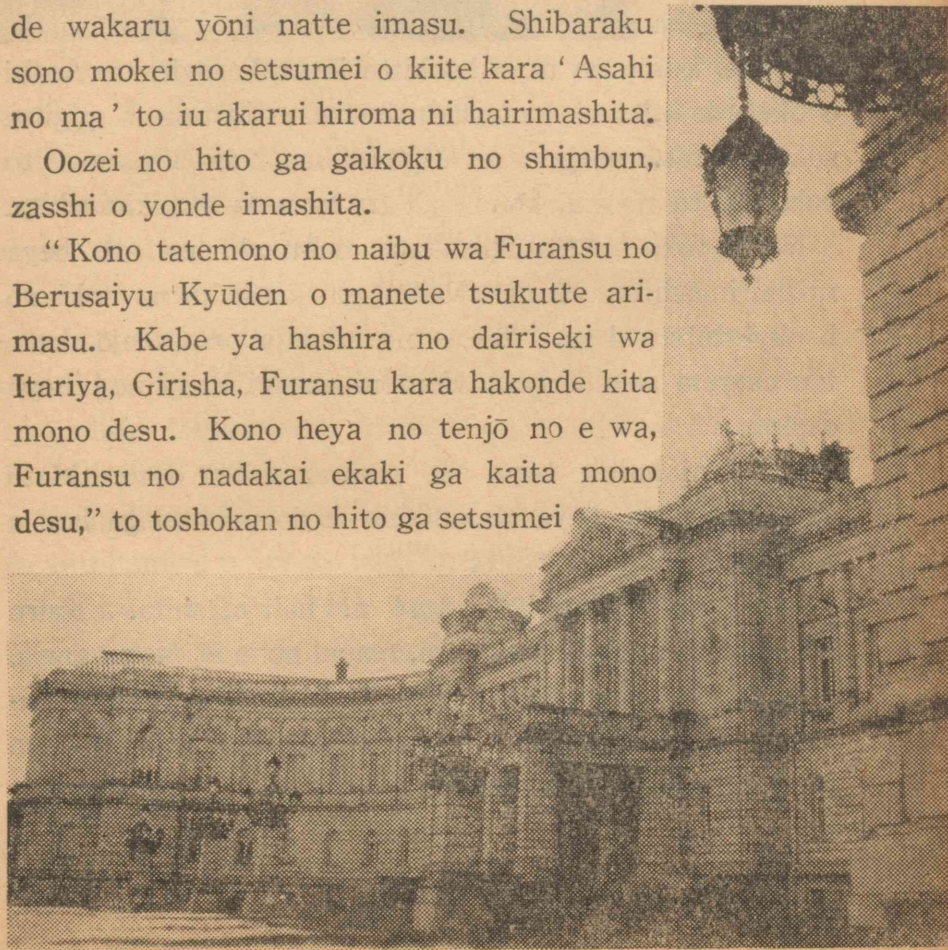 de wakaru yōni natte imasu. Shibaraku
sono mokei no setsumei o kiite kara ‘Asahi
no ma’ to iu akarui hiroma ni hairimashita.
Oozei no hito ga gaikoku no shimbun,
zasshi o yonde imashita.
“Kono tatemono no naibu wa Furansu no
Berusaiyu Kyūden o manete tsukutte ari-
masu. Kabe ya hashira no dairiseki wa
Itariya, Girisha, Furansu kara hakonde kita
mono desu. Kono heya no tenjō no e wa,
Furansu no nadakai ekaki ga kaita mono
desu,” to toshokan no hito ga setsumei